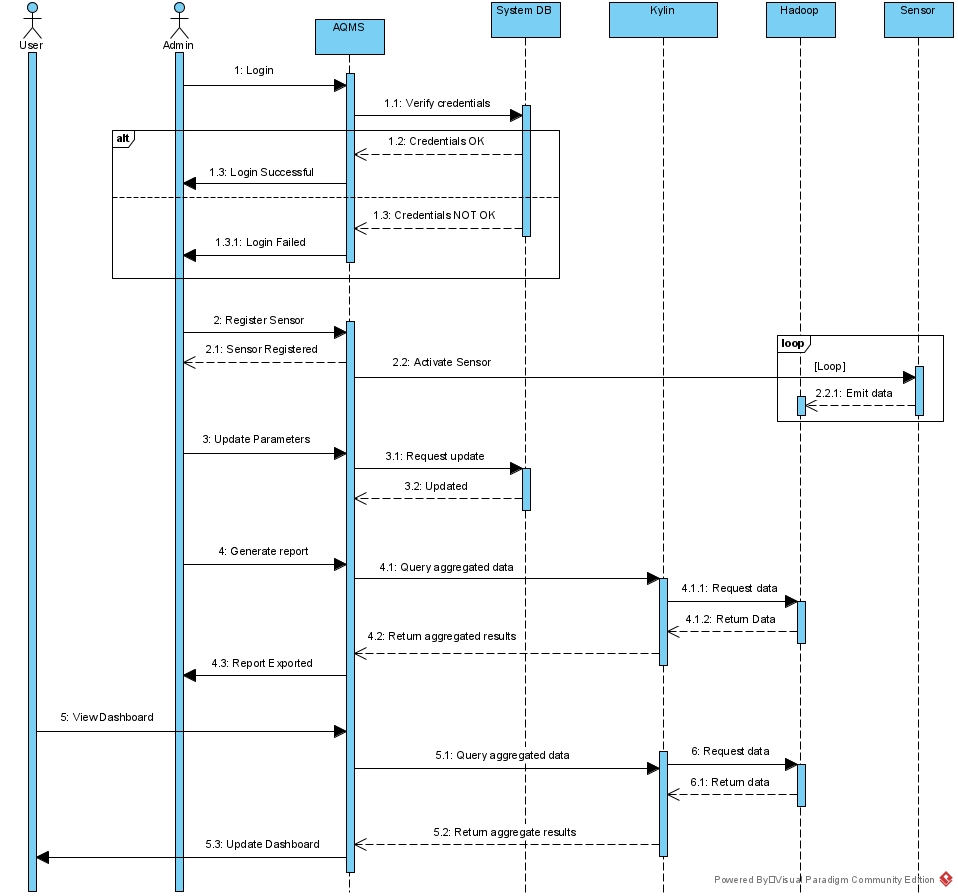 User
Admin
AQMS
System DB
Kylin
Hadoop
Sensor
1: Login
1.1: Verify credentials
alt
1.2: Credentials OK
1.3: Login Successful
1.3: Credentials NOT OK
1.3.1: Login Failed
2: Register Sensor
2.1: Sensor Registered
2.2: Activate Sensor
loop
[Loop]
2.2.1: Emit data
3: Update Parameters
3.1: Request update
3.2: Updated
4: Generate report
4.1: Query aggregated data
4.1.1: Request data
4.1.2: Return Data
4.2: Return aggregated results
4.3: Report Exported
5: View Dashboard
5.1: Query aggregated data
6: Request data
6.1: Return data
5.2: Return aggregate results
5.3: Update Dashboard
Powered By Visual Paradigm Community Edition